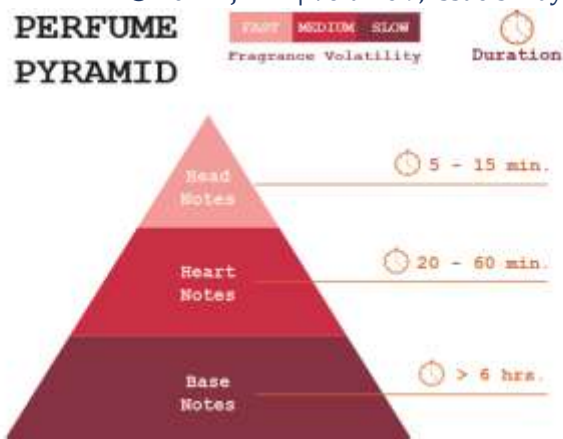 PERFUME
PYRAMID
FAST MEDIUM SLOW
Fragrance Volatility
Duration
Head
Notes
5 - 15 min.
Heart
Notes
20 - 60 min.
Base
Notes
> 6 hrs.